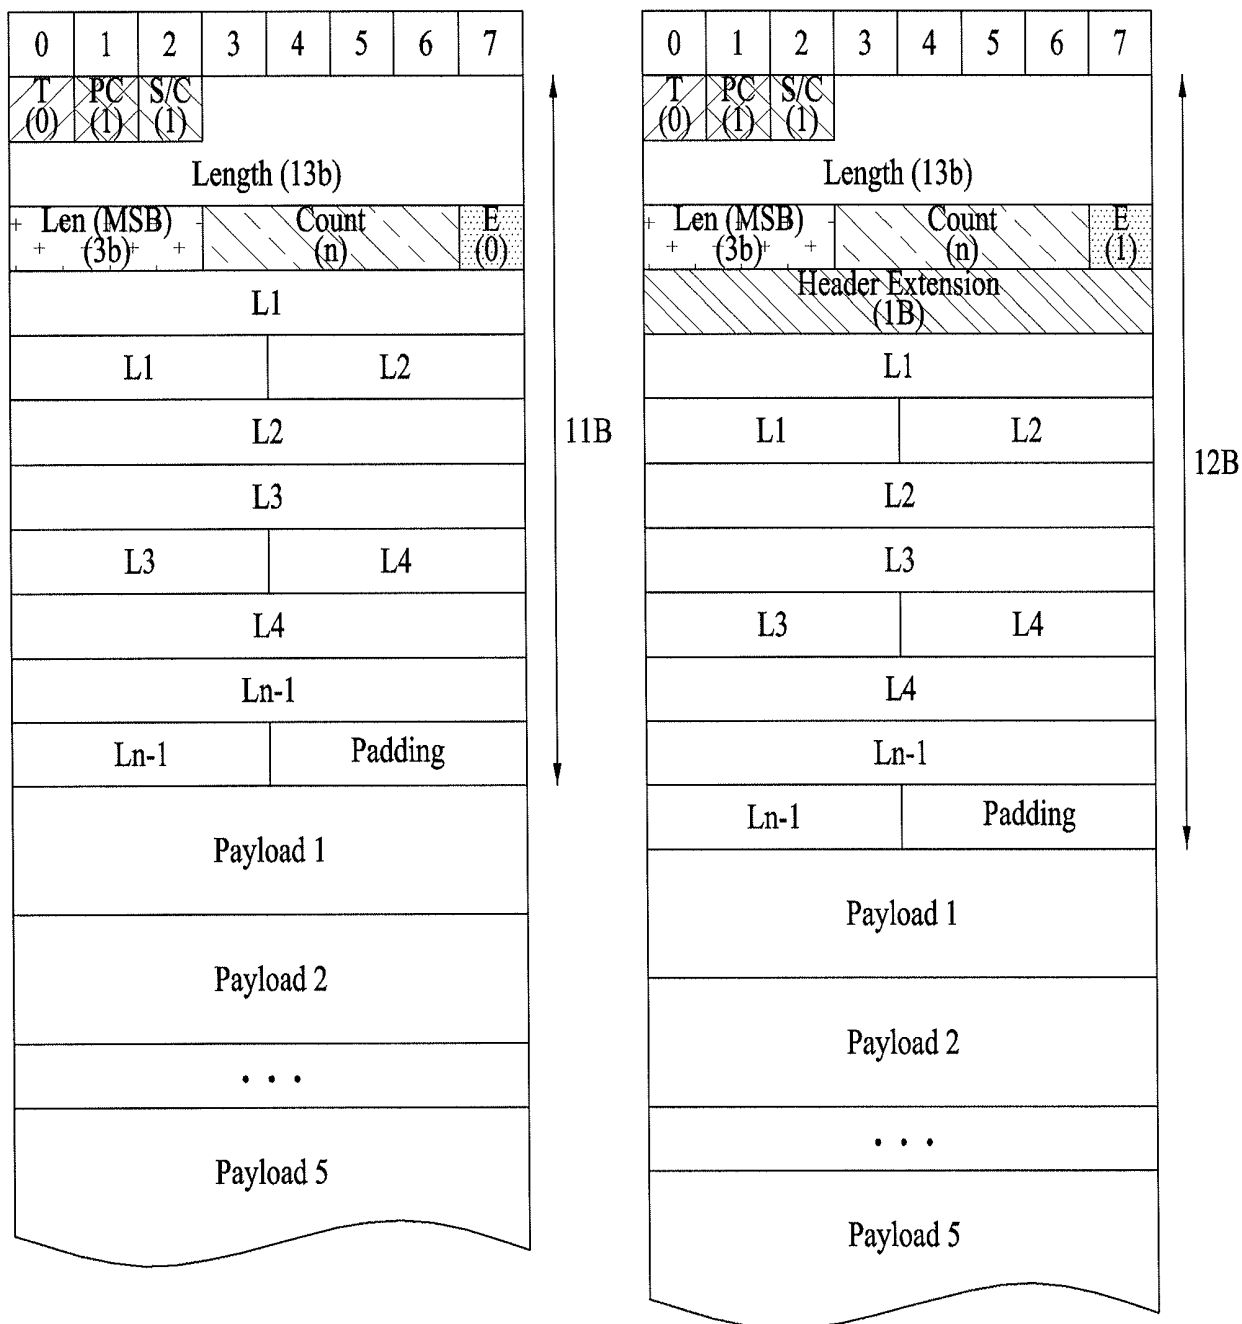 0 1 2 3 4 5 6 7
T (0) PC (1) S/C (1)
Length (13b)
Len (MSB) (3b) Count (n) E (0)
L1
L1 L2
L2
L3
L3 L4
L4
Ln-1
Ln-1 Padding
11B
Payload 1
Payload 2
• • •
Payload 5
0 1 2 3 4 5 6 7
T (0) PC (1) S/C (1)
Length (13b)
Len (MSB) (3b) Count (n) E (1)
Header Extension
(1B)
L1
L1 L2
L2
L3
L3 L4
L4
Ln-1
Ln-1 Padding
12B
Payload 1
Payload 2
• • •
Payload 5